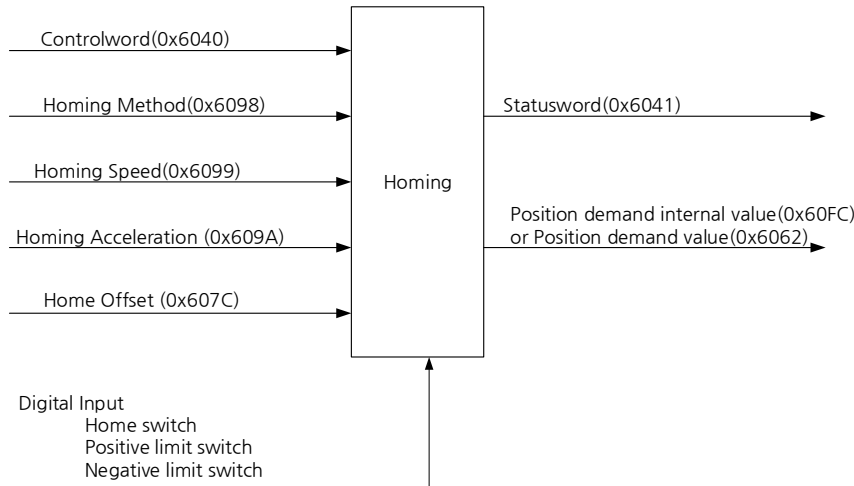 Controlword(0x6040)
Homing Method(0x6098)
Homing Speed(0x6099)
Homing Acceleration (0x609A)
Home Offset (0x607C)
Homing
Statusword(0x6041)
Position demand internal value(0x60FC)
or Position demand value(0x6062)
Digital Input
Home switch
Positive limit switch
Negative limit switch